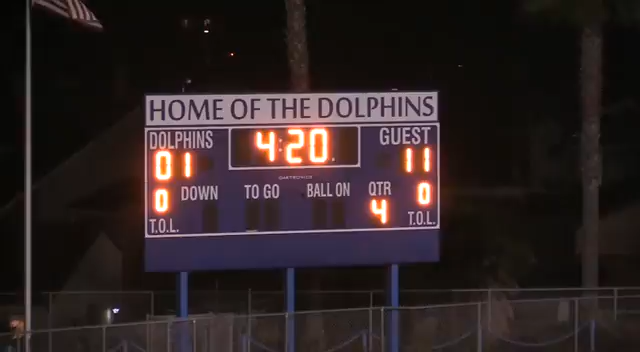 HOME OF THE DOLPHINS
DOLPHINS 4:20 GUEST
01 11
DAKTRONICS
0 DOWN TO GO BALL ON QTR 0
T.O.L. 4 T.O.L.